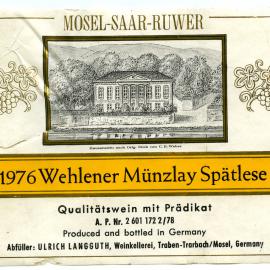 MOSEL-SAAR-RUWER
1976 Wehlener Münzlay Spätlese
Qualitätswein mit Prädikat
A. P. Nr. 2 601 172 2/78
Produced and bottled in Germany
Abfüller: ULRICH LANGGUTH, Weinkellerei, Traben-Trarbach/Mosel, Germany